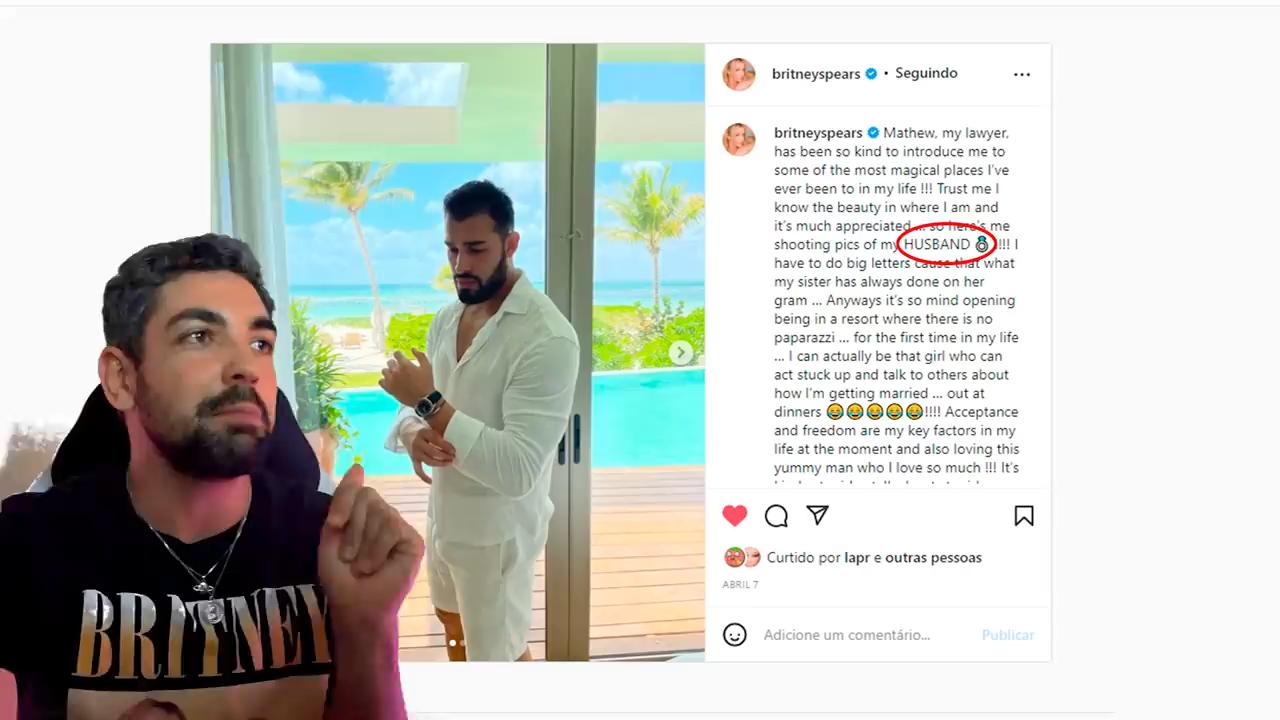 britneyspears • Seguindo
britneyspears Mathew, my lawyer,
has been so kind to introduce me to
some of the most magical places I've
ever been to in my life !!! Trust me I
know the beauty in where I am and
it's much appreciated ... so here's me
shooting pics of my HUSBAND 💍 !!! I
have to do big letters cause that what
my sister has always done on her
gram ... Anyways it's so mind opening
being in a resort where there is no
paparazzi ... for the first time in my life
... I can actually be that girl who can
act stuck up and talk to others about
how I'm getting married ... out at
dinners 😂😂😂😂😂!!!! Acceptance
and freedom are my key factors in my
life at the moment and also loving this
yummy man who I love so much !!! It's
Curtido por lapr e outras pessoas
ABRIL 7
Adicione um comentário... Publicar
BRITNEY